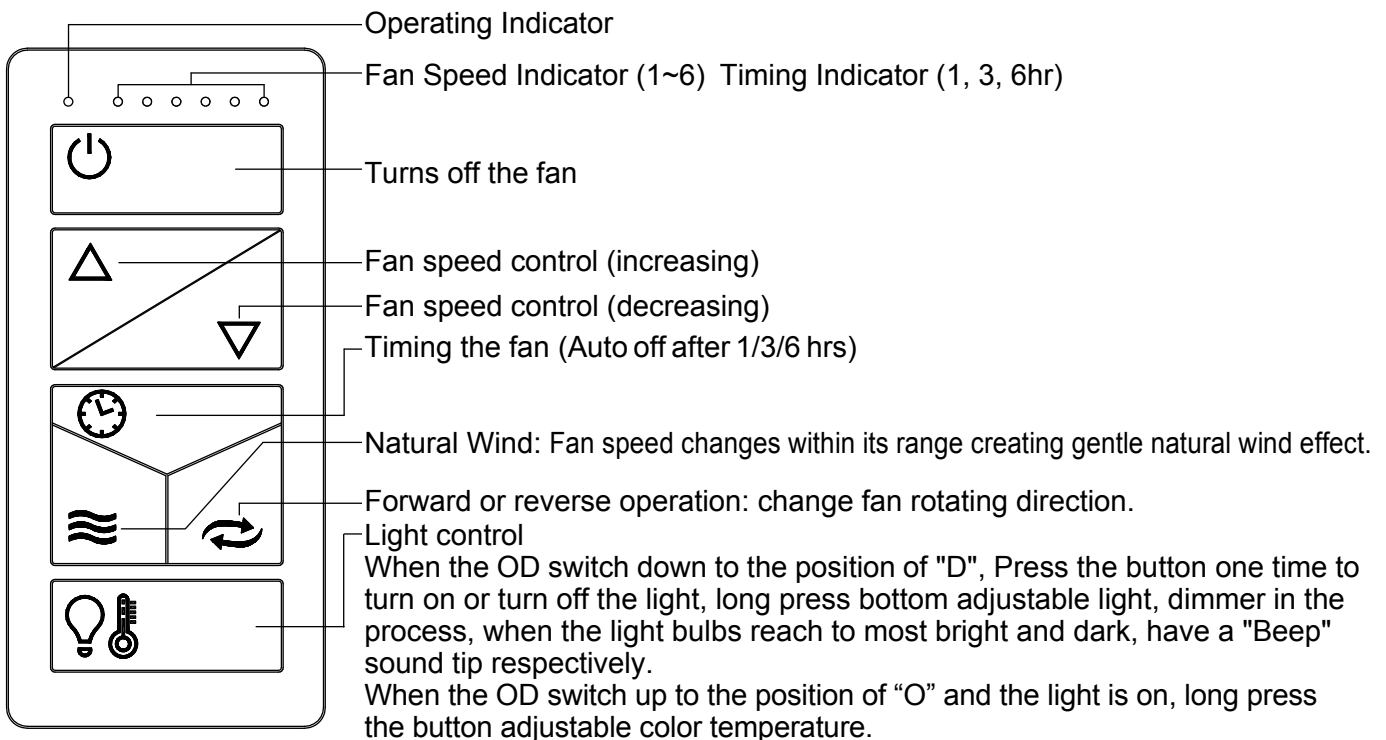 Operating Indicator
Fan Speed Indicator (1~6)  Timing Indicator (1, 3, 6hr)
Turns off the fan
Fan speed control (increasing)
Fan speed control (decreasing)
Timing the fan (Auto off after 1/3/6 hrs)
Natural Wind: Fan speed changes within its range creating gentle natural wind effect.
Forward or reverse operation: change fan rotating direction.
Light control
When the OD switch down to the position of "D", Press the button one time to
turn on or turn off the light, long press bottom adjustable light, dimmer in the
process, when the light bulbs reach to most bright and dark, have a "Beep"
sound tip respectively.
When the OD switch up to the position of “O” and the light is on, long press
the button adjustable color temperature.